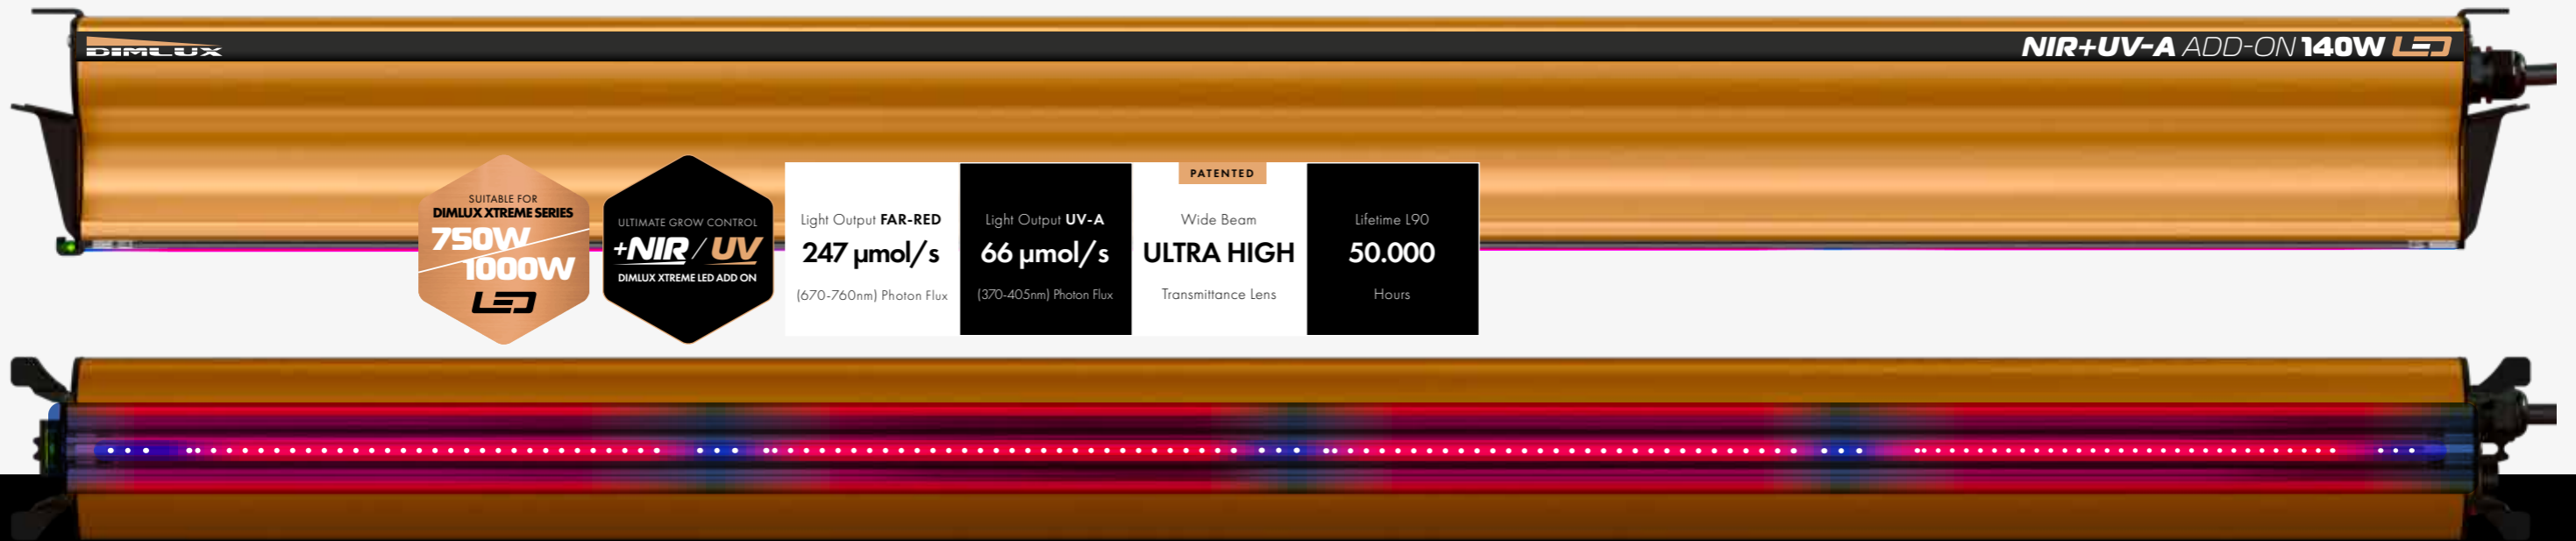 DIMLUX
NIR+UV-A ADD-ON 140W LED
SUITABLE FOR
DIMLUX XTREME SERIES
750W
1000W
LED
ULTIMATE GROW CONTROL
+NIR / UV
DIMLUX XTREME LED ADD ON
Light Output FAR-RED
247 µmol/s
(670-760nm) Photon Flux
Light Output UV-A
66 µmol/s
(370-405nm) Photon Flux
PATENTED
Wide Beam
ULTRA HIGH
Transmittance Lens
Lifetime L90
50.000
Hours